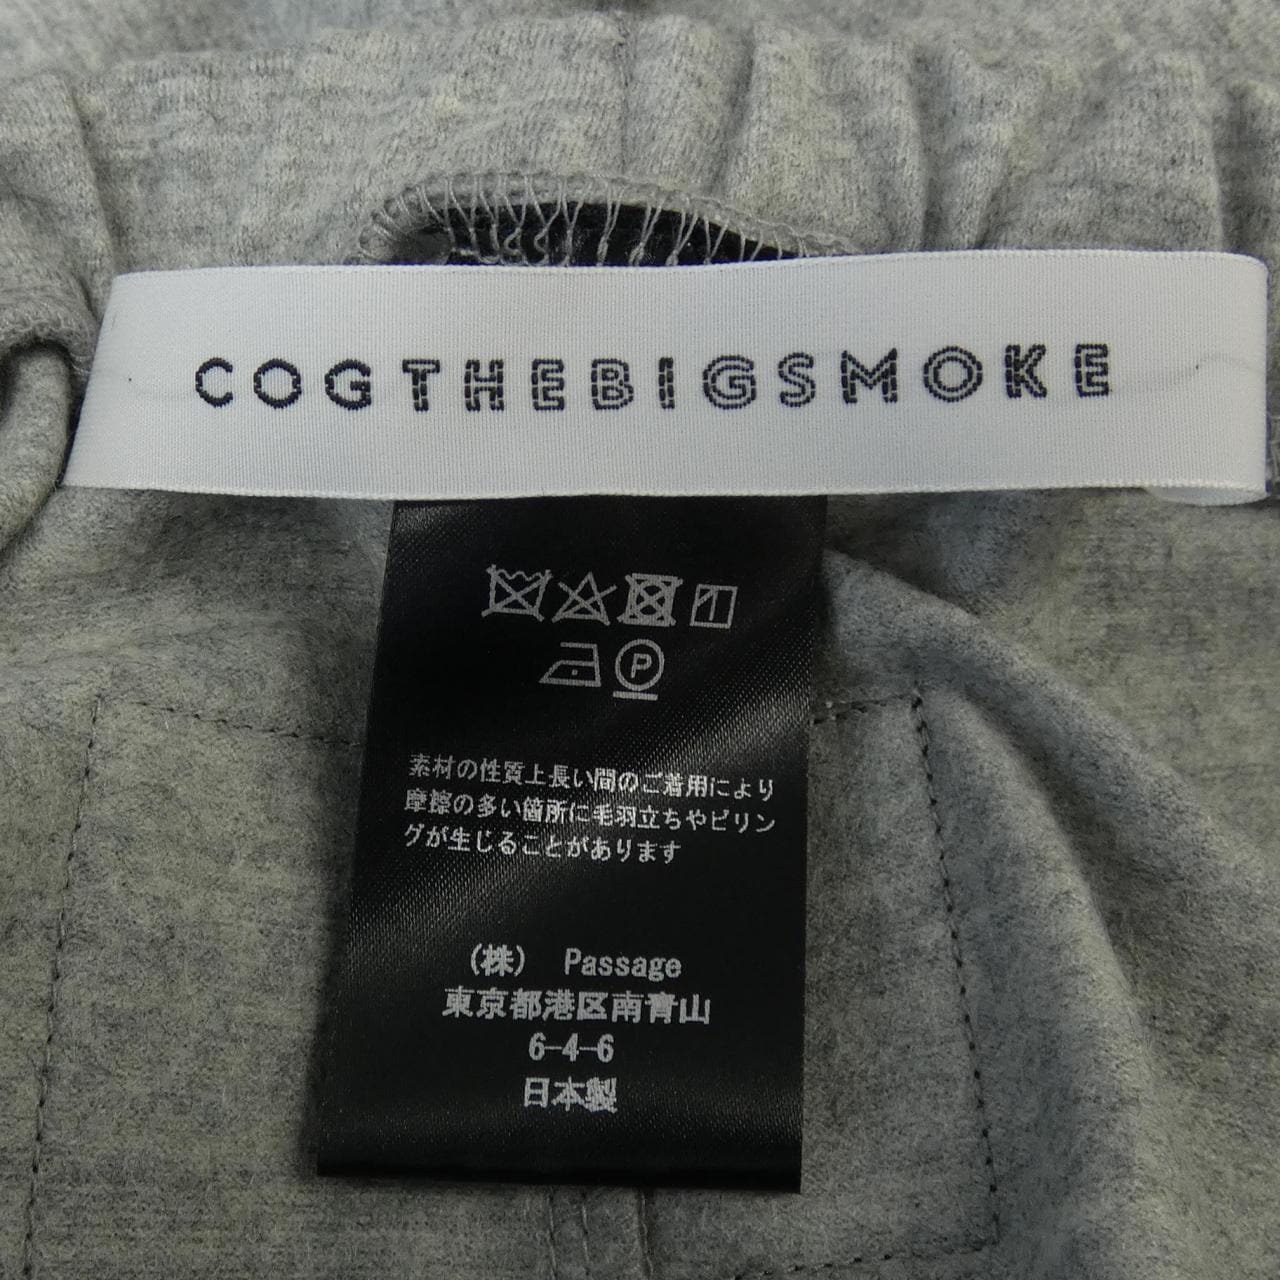 COGTHEBIGSMOKE
P
素材の性質上長い間のご着用により
摩擦の多い箇所に毛羽立ちやピリン
グが生じることがあります
(株) Passage
東京都港区南青山
6-4-6
日本製